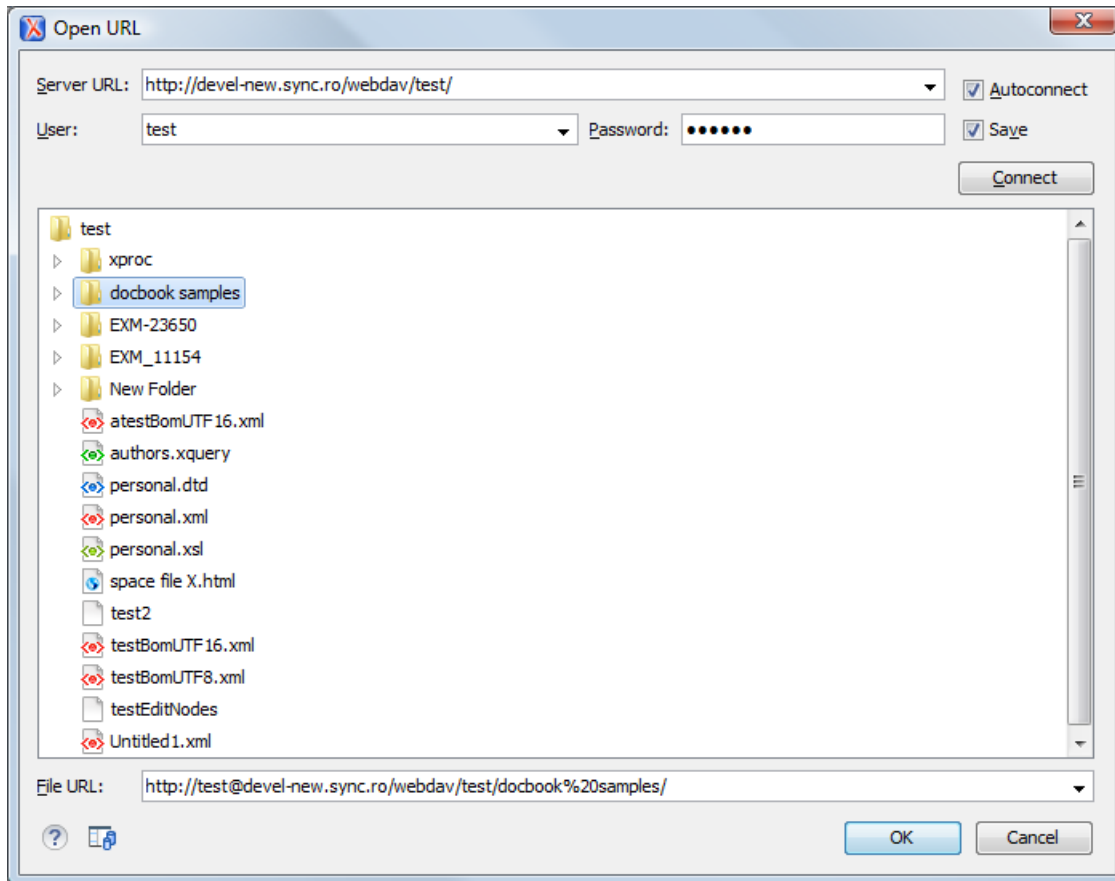 Open URL
Server URL: http://devel-new.sync.ro/webdav/test/ Autoconnect
User: test Password: ●●●●●● Save
Connect
test
xproc
docbook samples
EXM-23650
EXM_11154
New Folder
atestBomUTF16.xml
authors.xquery
personal.dtd
personal.xml
personal.xsl
space file X.html
test2
testBomUTF16.xml
testBomUTF8.xml
testEditNodes
Untitled1.xml
File URL: http://test@devel-new.sync.ro/webdav/test/docbook%20samples/
? OK Cancel